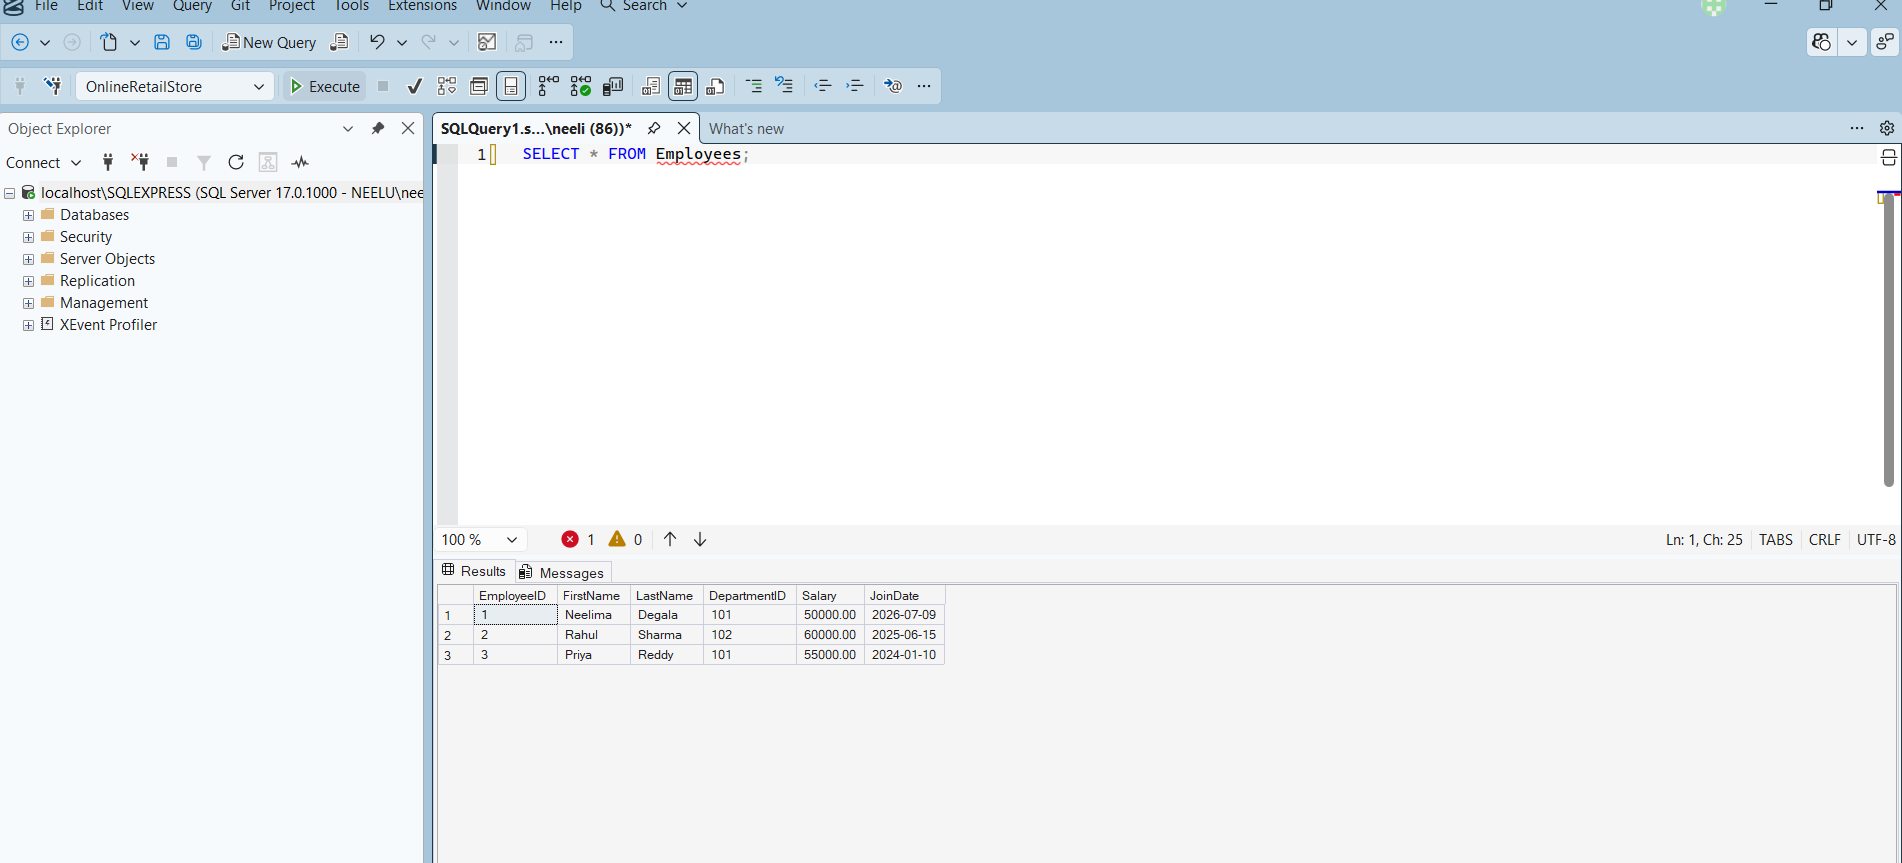 File Edit View Query Git Project Tools Extensions Window Help Search
New Query
OnlineRetailStore Execute
Object Explorer
Connect
localhost\SQLEXPRESS (SQL Server 17.0.1000 - NEELU\nee
Databases
Security
Server Objects
Replication
Management
XEvent Profiler
SQLQuery1.s...\neeli (86))* What's new
1 SELECT * FROM Employees;
100 % 1 0 Ln: 1, Ch: 25 TABS CRLF UTF-8
Results Messages
EmployeeID FirstName LastName DepartmentID Salary JoinDate
1 1 Neelima Degala 101 50000.00 2026-07-09
2 2 Rahul Sharma 102 60000.00 2025-06-15
3 3 Priya Reddy 101 55000.00 2024-01-10